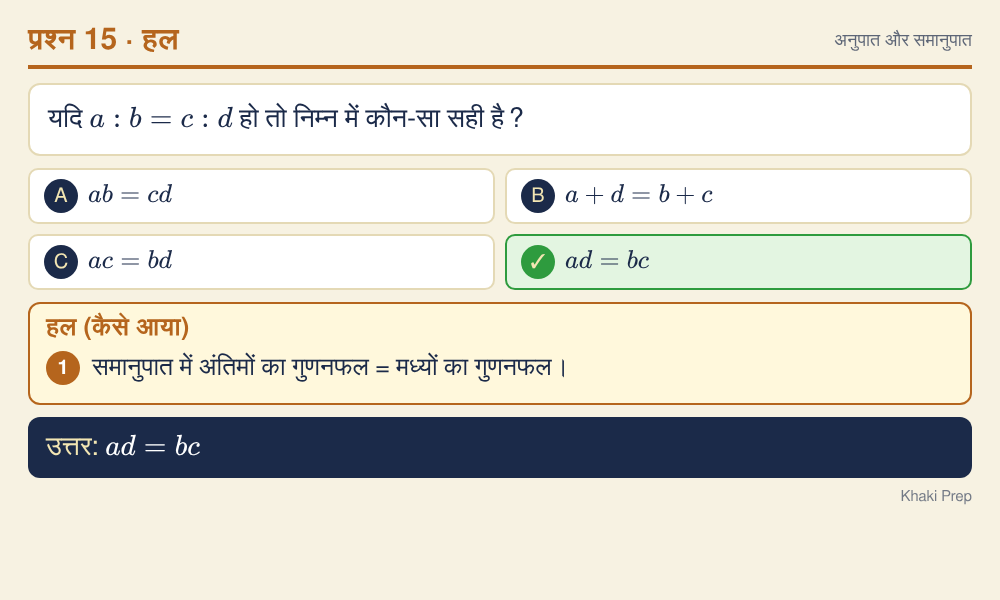 प्रश्न 15 · हल
अनुपात और समानुपात
यदि a : b = c : d हो तो निम्न में कौन-सा सही है ?
A ab = cd
B a + d = b + c
C ac = bd
✓ ad = bc
हल (कैसे आया)
1 समानुपात में अंतिमों का गुणनफल = मध्यों का गुणनफल।
उत्तर: ad = bc
Khaki Prep